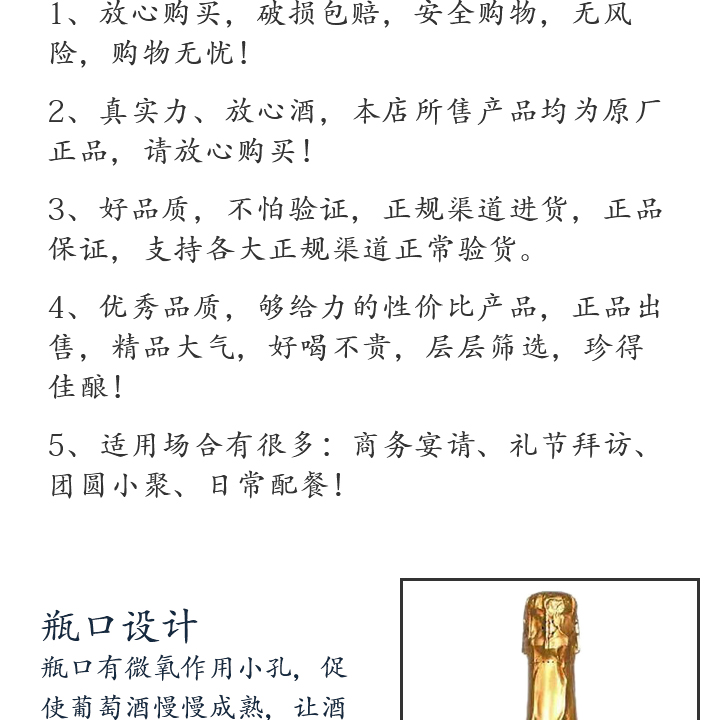 1、放心购买，破损包赔，安全购物，无风
险，购物无忧！
2、真实力、放心酒，本店所售产品均为原厂
正品，请放心购买！
3、好品质，不怕验证，正规渠道进货，正品
保证，支持各大正规渠道正常验货。
4、优秀品质，够给力的性价比产品，正品出
售，精品大气，好喝不贵，层层筛选，珍得
佳酿！
5、适用场合有很多：商务宴请、礼节拜访、
团圆小聚、日常配餐！
瓶口设计
瓶口有微氧作用小孔，促
使葡萄酒慢慢成熟，让酒